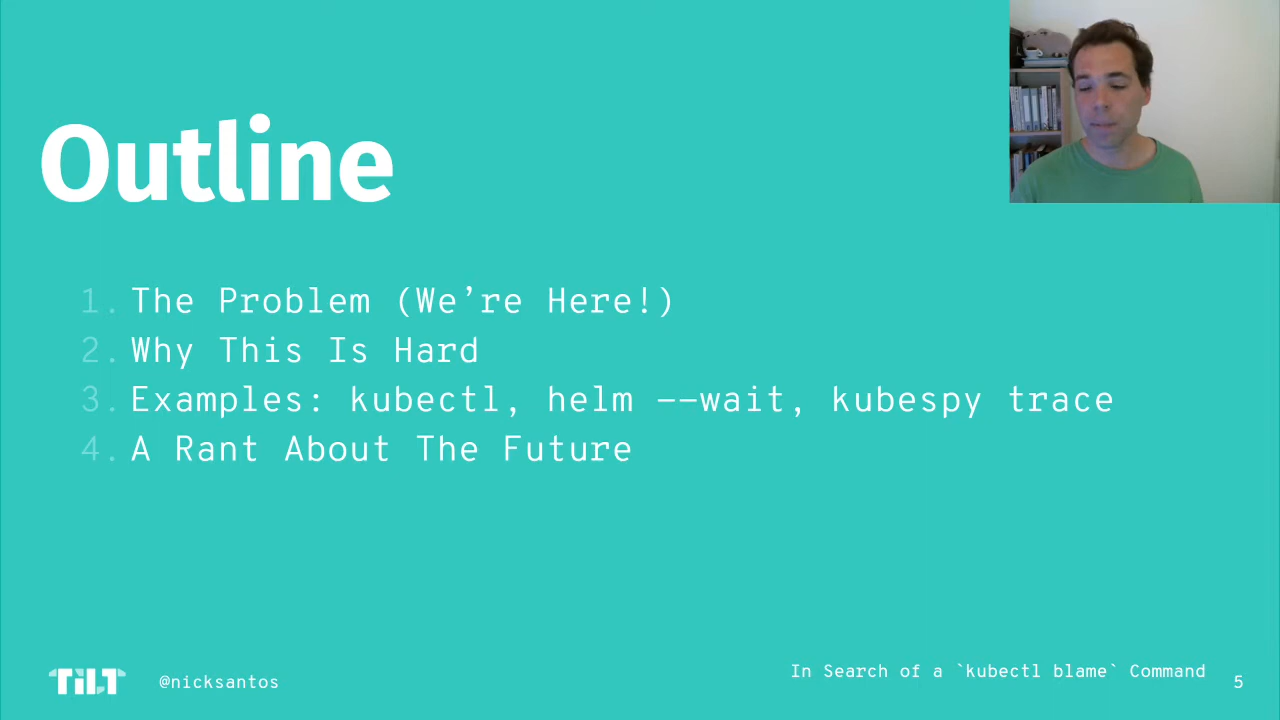 Outline
1. The Problem (We’re Here!)
2. Why This Is Hard
3. Examples: kubectl, helm --wait, kubespy trace
4. A Rant About The Future
TILT
@nicksantos
In Search of a `kubectl blame` Command
5